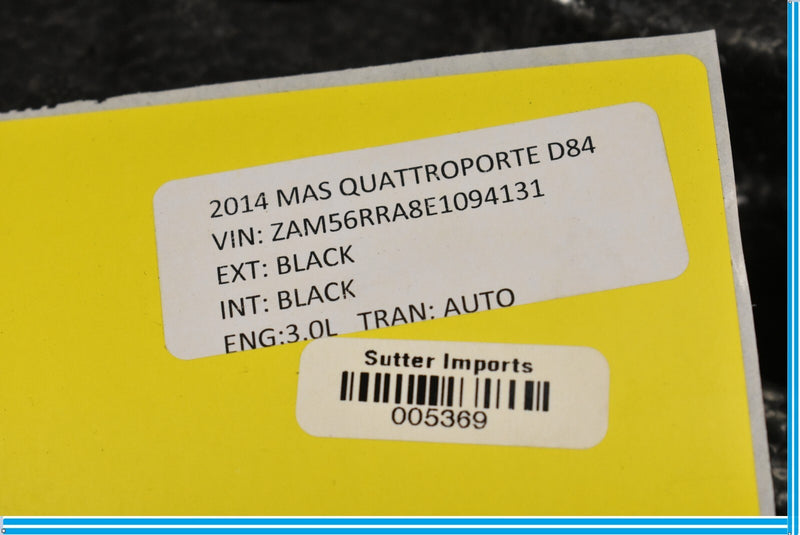 2014 MAS QUATTROPORTE D84
VIN: ZAM56RRA8E1094131
EXT: BLACK
INT: BLACK
ENG:3.0L TRAN: AUTO
Sutter Imports
005369